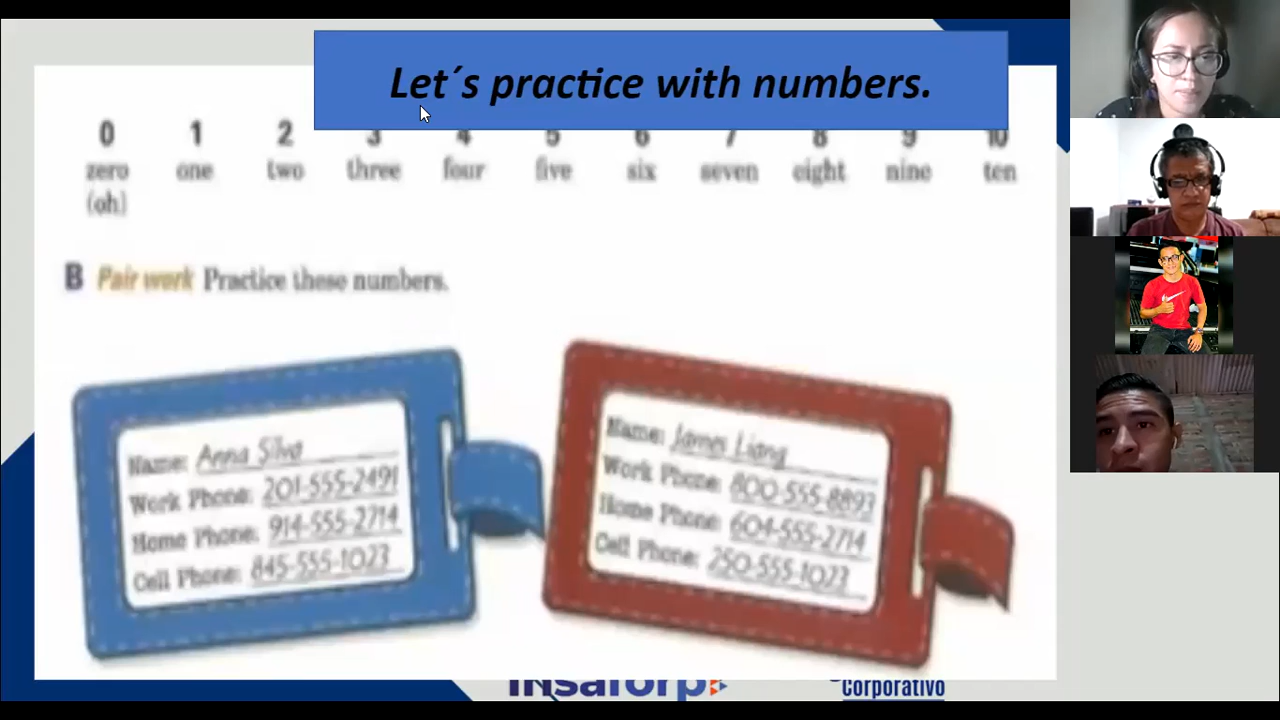 Let´s practice with numbers.
0 1 2 3 4 5 6 7 8 9 10
zero one two three four five six seven eight nine ten
(oh)
B Pair work Practice these numbers.
Name: Anna Silva
Work Phone: 201-555-2491
Home Phone: 914-555-2714
Cell Phone: 845-555-1023
Name: James Liang
Work Phone: 800-555-8893
Home Phone: 604-555-2714
Cell Phone: 250-555-1023
Insaforp
Corporativo